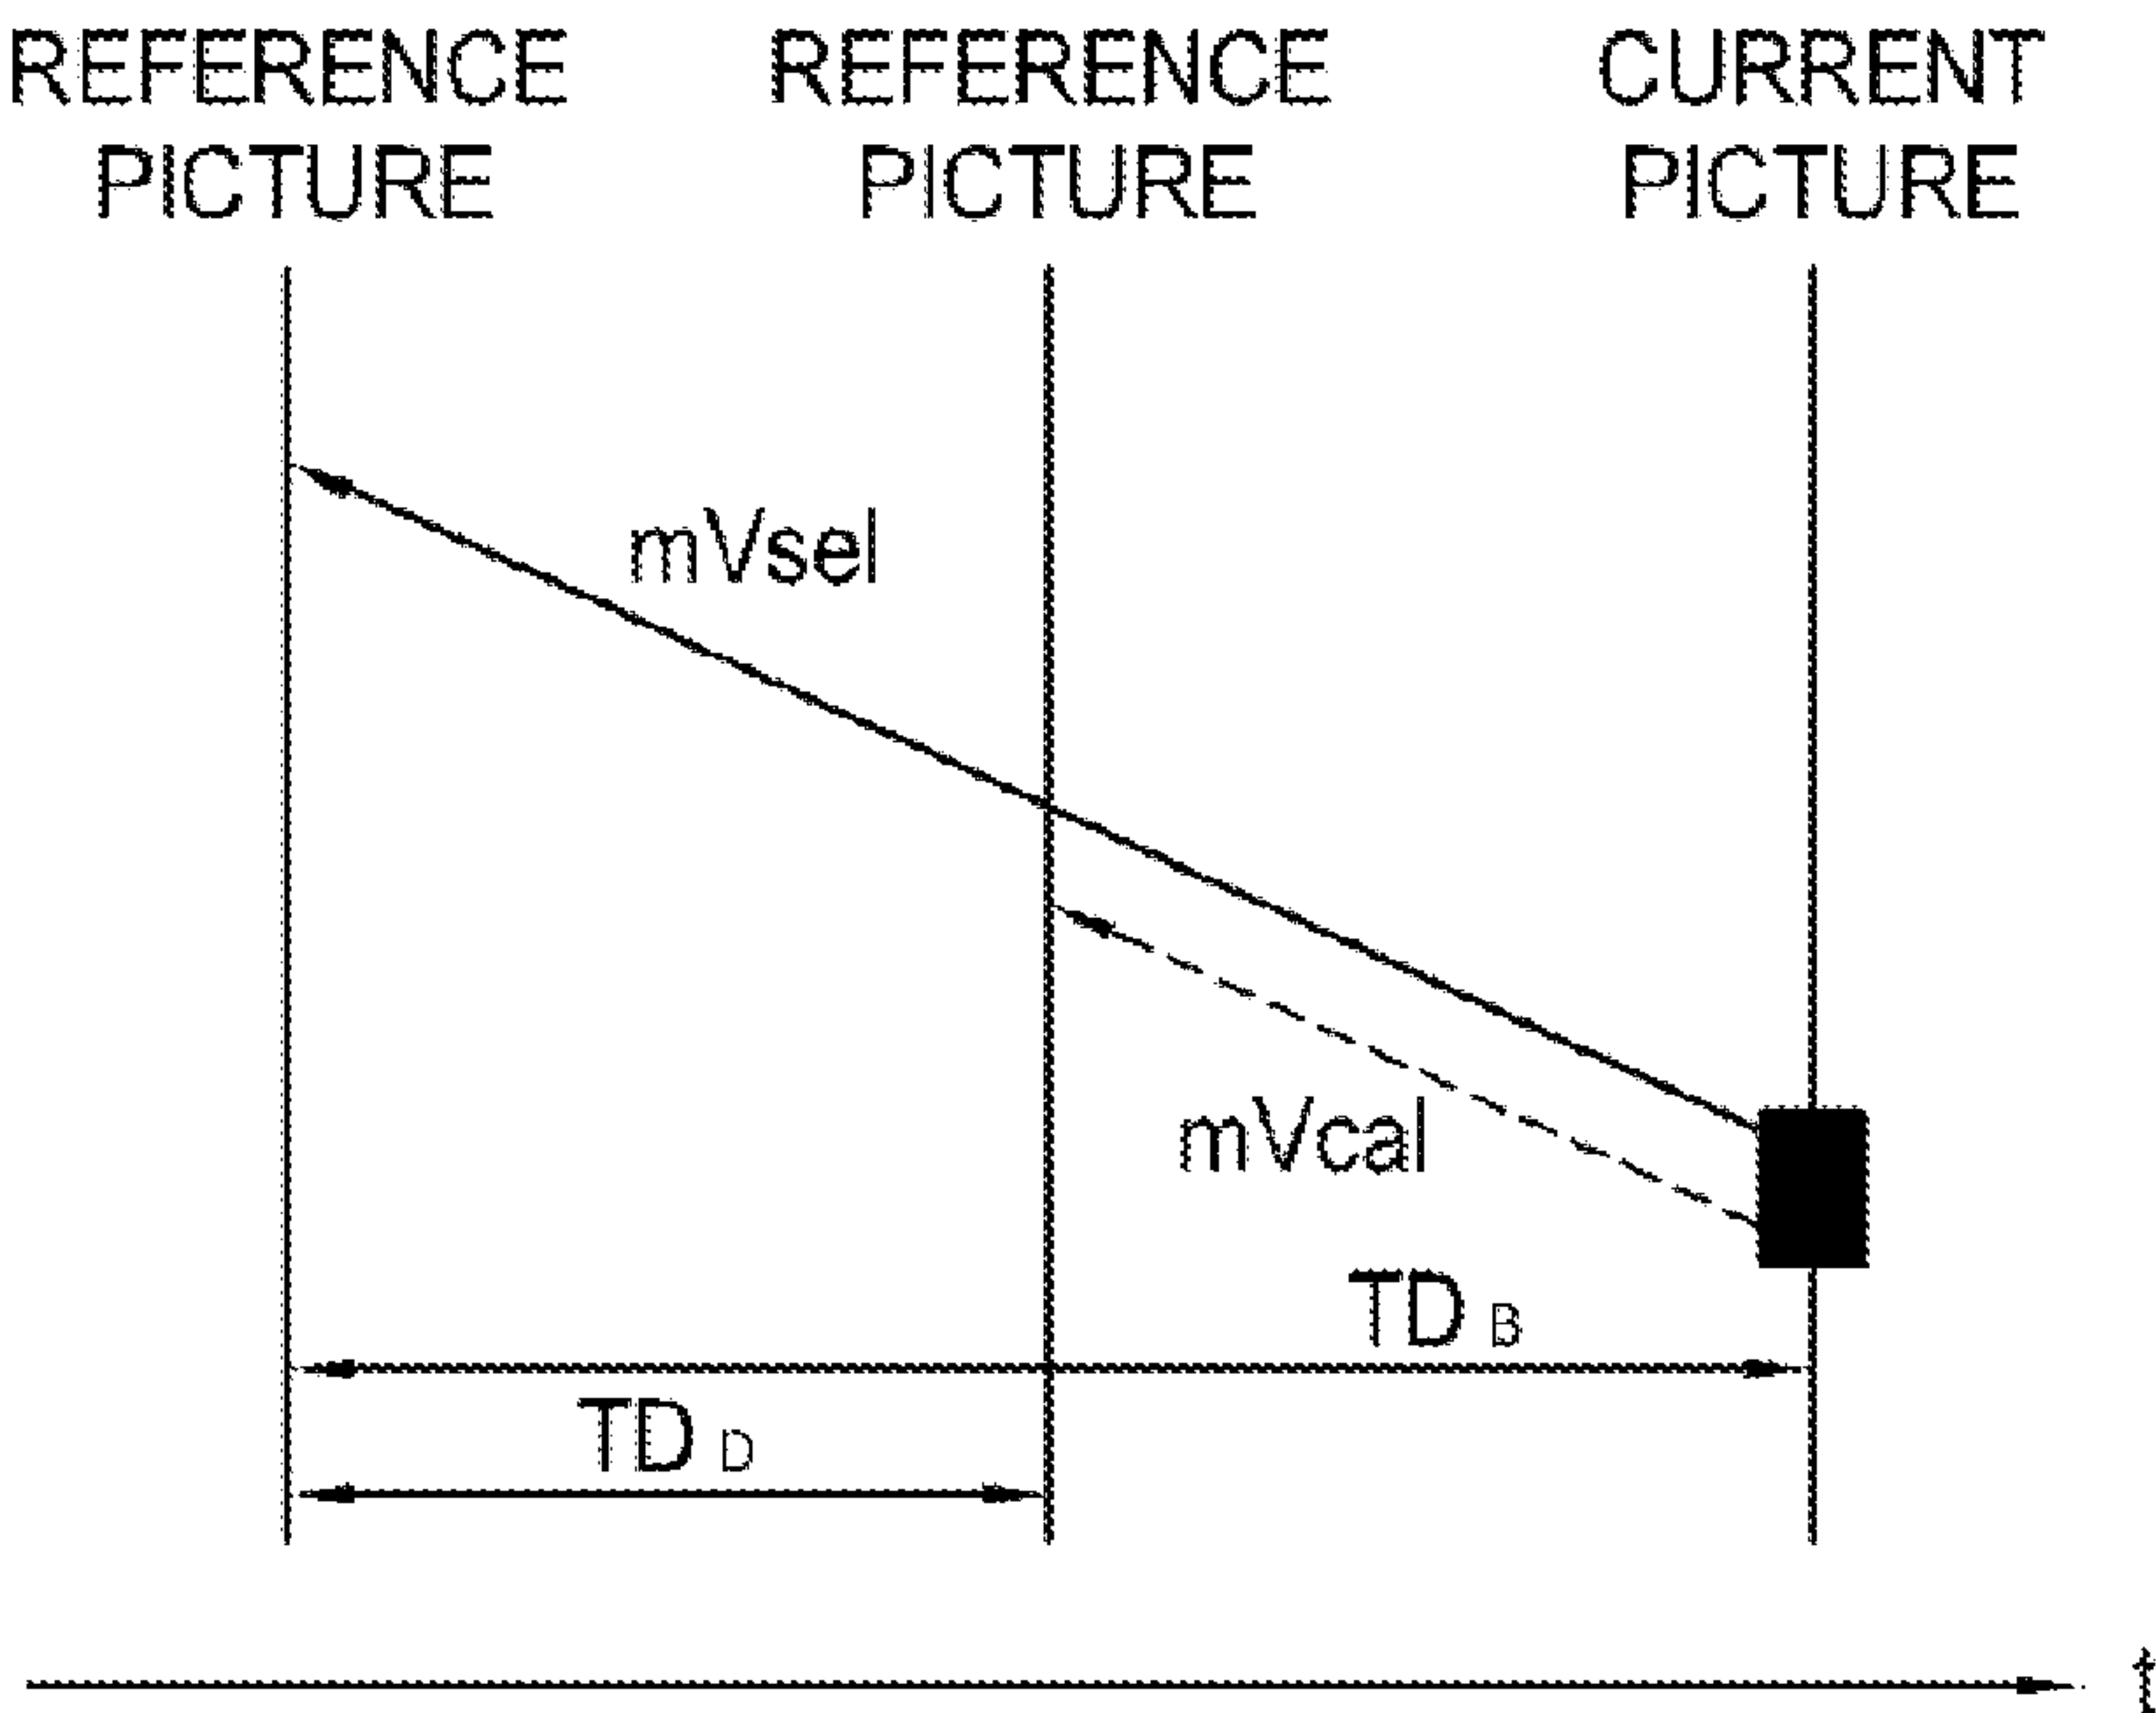 REFERENCE PICTURE
REFERENCE PICTURE
CURRENT PICTURE
mVsel
mVcal
TD B
TD D
t